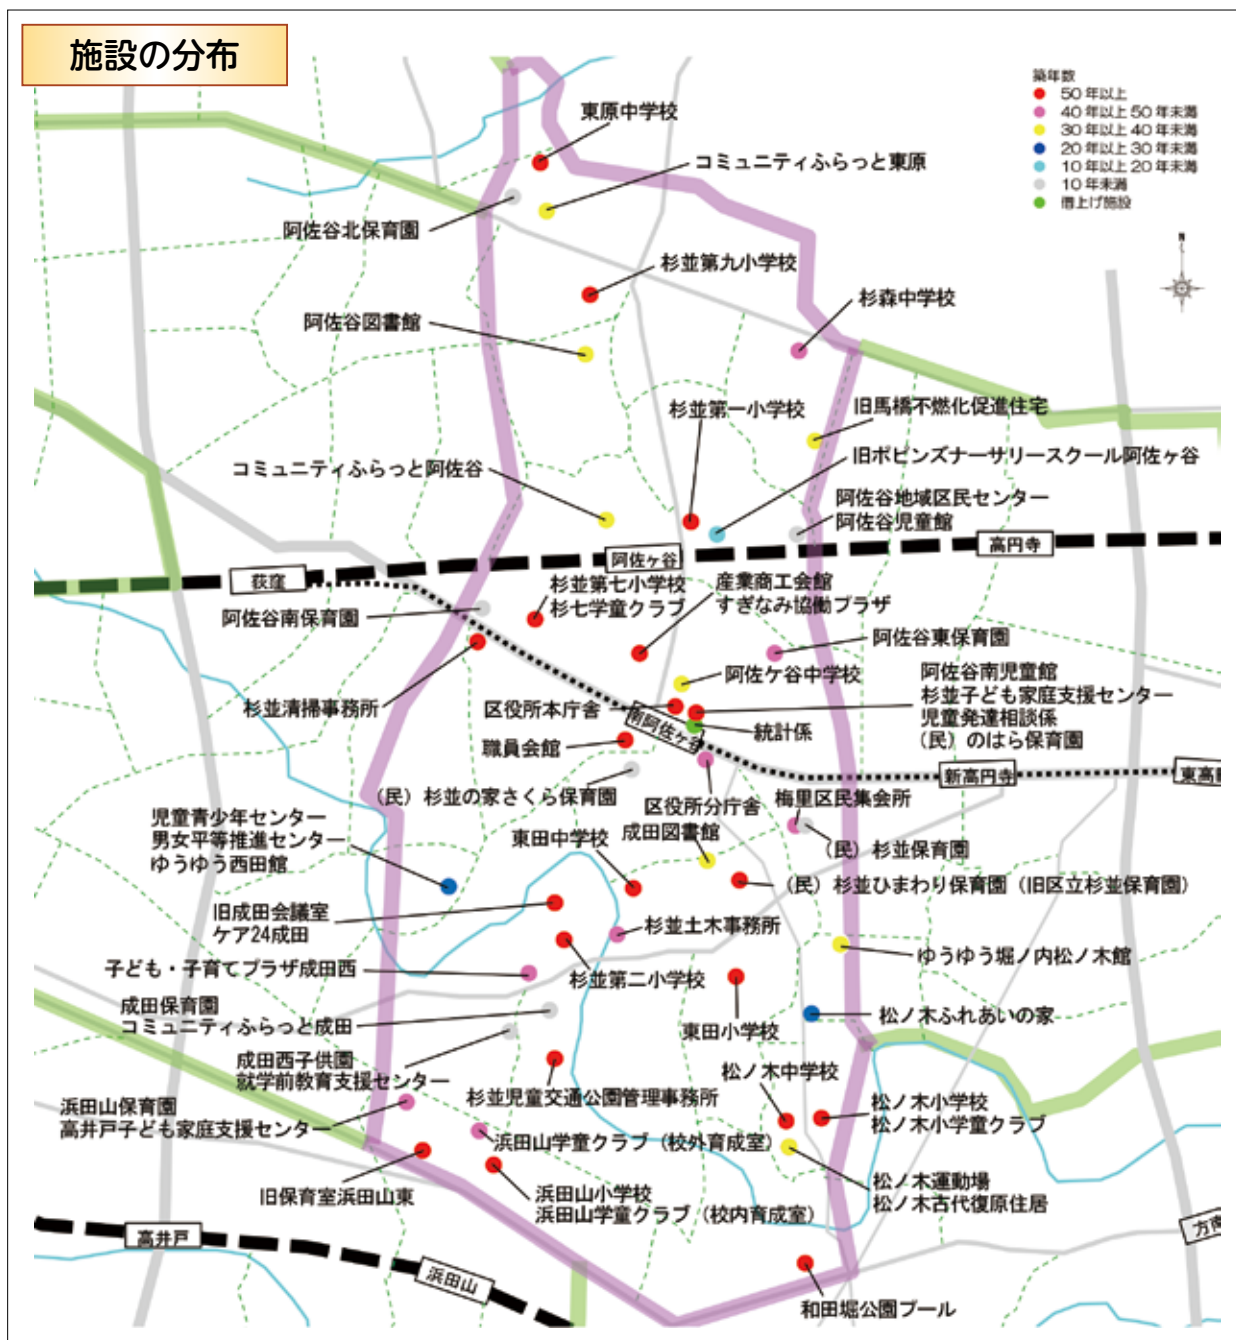 施設の分布
築年数
50年以上
40年以上50年未満
30年以上40年未満
20年以上30年未満
10年以上20年未満
10年未満
借上げ施設
N
東原中学校
コミュニティふらっと東原
阿佐谷北保育園
杉並第九小学校
杉森中学校
阿佐谷図書館
杉並第一小学校
旧馬橋不燃化促進住宅
コミュニティふらっと阿佐谷
旧ポピンズナーサリースクール阿佐ヶ谷
阿佐谷地域区民センター
阿佐谷児童館
高円寺
阿佐ヶ谷
荻窪
杉並第七小学校
杉七学童クラブ
産業商工会館
すぎなみ協働プラザ
阿佐谷南保育園
阿佐谷東保育園
阿佐ケ谷中学校
阿佐谷南児童館
杉並子ども家庭支援センター
児童発達相談係
（民）のはら保育園
杉並清掃事務所
区役所本庁舎
南阿佐ヶ谷
統計係
職員会館
新高円寺
東高
（民）杉並の家さくら保育園
区役所分庁舎
梅里区民集会所
児童青少年センター
男女平等推進センター
ゆうゆう西田館
東田中学校
成田図書館
（民）杉並保育園
（民）杉並ひまわり保育園（旧区立杉並保育園）
旧成田会議室
ケア24成田
杉並土木事務所
ゆうゆう堀ノ内松ノ木館
子ども・子育てプラザ成田西
杉並第二小学校
成田保育園
コミュニティふらっと成田
東田小学校
松ノ木ふれあいの家
成田西子供園
就学前教育支援センター
松ノ木中学校
杉並児童交通公園管理事務所
浜田山保育園
高井戸子ども家庭支援センター
松ノ木小学校
松ノ木小学童クラブ
浜田山学童クラブ（校外育成室）
旧保育室浜田山東
浜田山小学校
浜田山学童クラブ（校内育成室）
松ノ木運動場
松ノ木古代復原住居
高井戸
浜田山
方南
和田堀公園プール